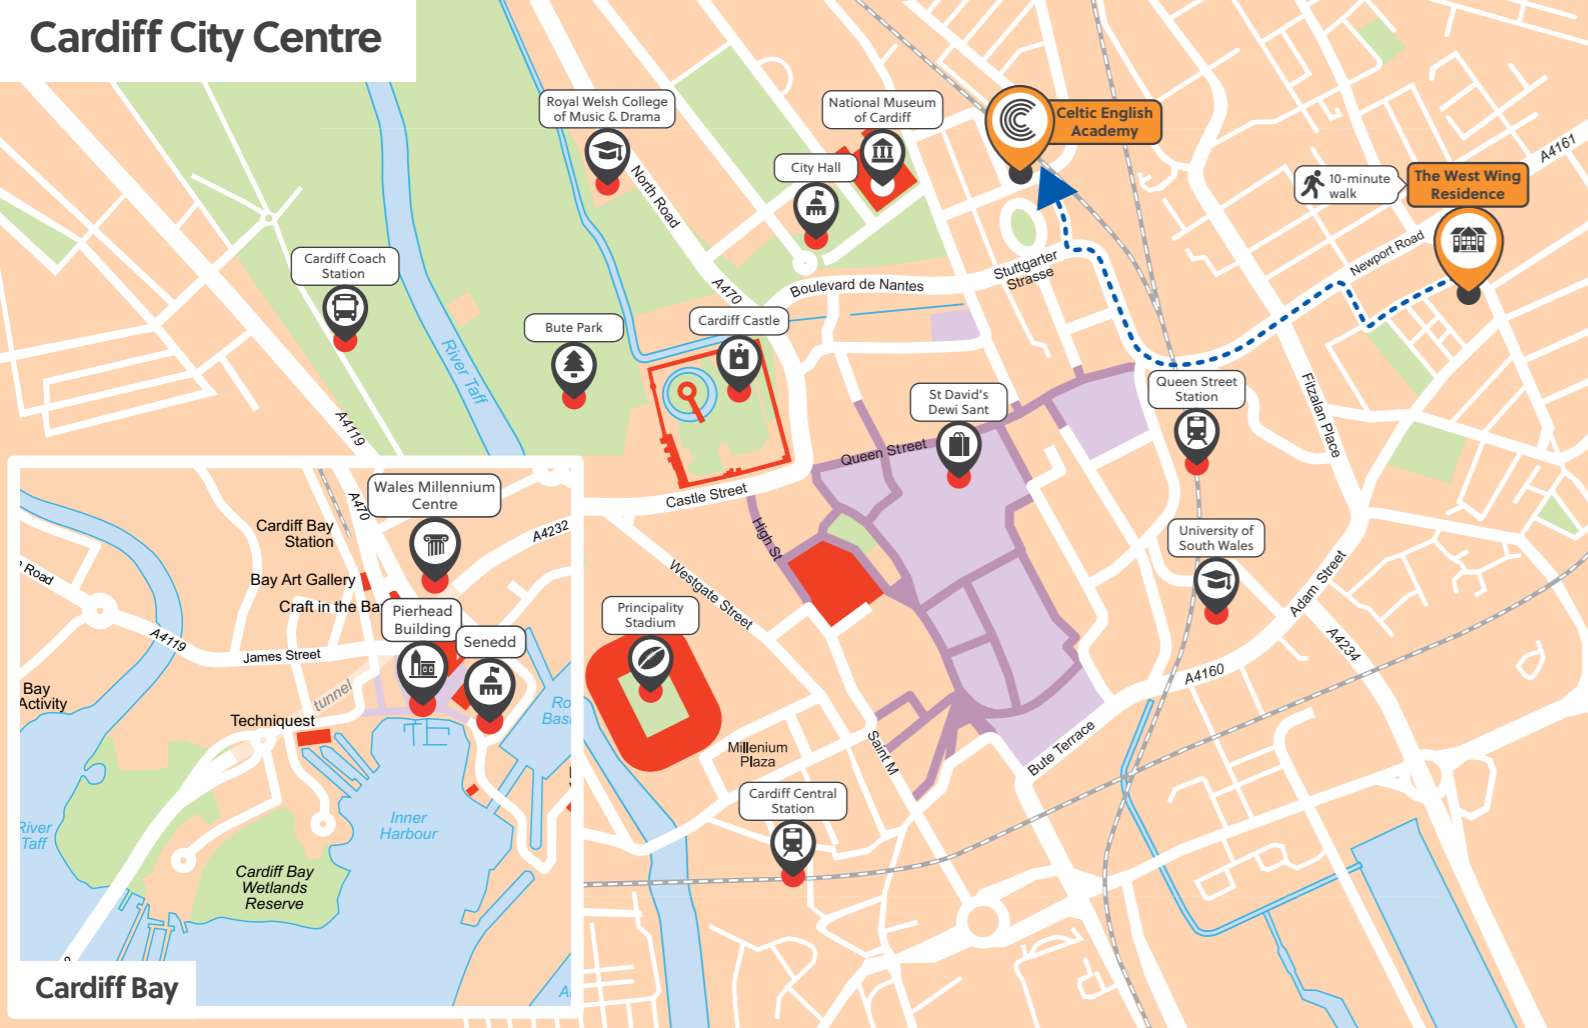 Cardiff City Centre
Royal Welsh College
of Music & Drama
National Museum
of Cardiff
City Hall
Celtic English
Academy
10-minute
walk
The West Wing
Residence
A4161
Newport Road
North Road
Cardiff Coach
Station
Stuttgarter
Strasse
Boulevard de Nantes
A470
Bute Park
Cardiff Castle
River Taff
A4119
St David's
Dewi Sant
Queen Street
Station
Fitzalan Place
Queen Street
Castle Street
High St
Westgate Street
University of
South Wales
Adam Street
A4234
A4160
Principality
Stadium
Millenium
Plaza
Saint M
Bute Terrace
Cardiff Central
Station
Wales Millennium
Centre
A470
A4232
Cardiff Bay
Station
Bay Art Gallery
Craft in the Ba
Pierhead
Building
Senedd
Road
A4119
James Street
tunnel
Bay
Activity
Techniquest
Ro
Bas
River
Taff
Inner
Harbour
Cardiff Bay
Wetlands
Reserve
Cardiff Bay